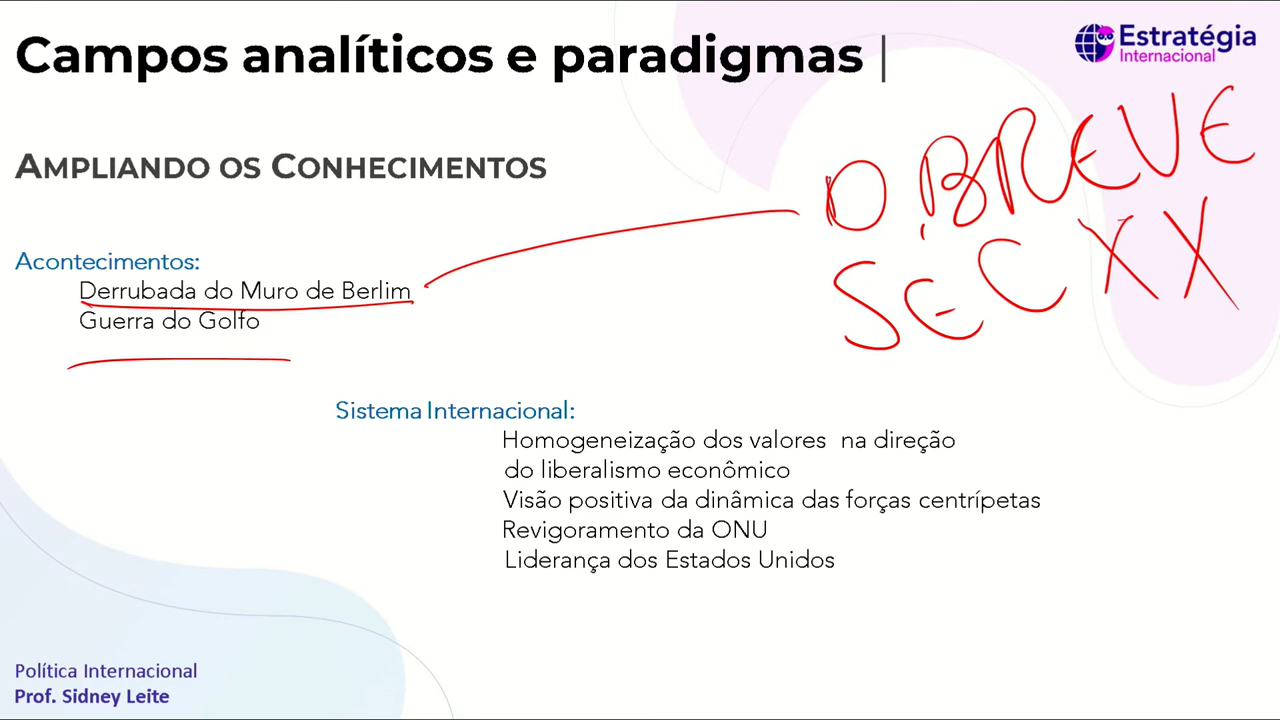 Campos analíticos e paradigmas |
Estratégia
Internacional
AMPLIANDO OS CONHECIMENTOS
O BREVE
SEC XX
Acontecimentos:
Derrubada do Muro de Berlim
Guerra do Golfo
Sistema Internacional:
Homogeneização dos valores na direção
do liberalismo econômico
Visão positiva da dinâmica das forças centrípetas
Revigoramento da ONU
Liderança dos Estados Unidos
Política Internacional
Prof. Sidney Leite